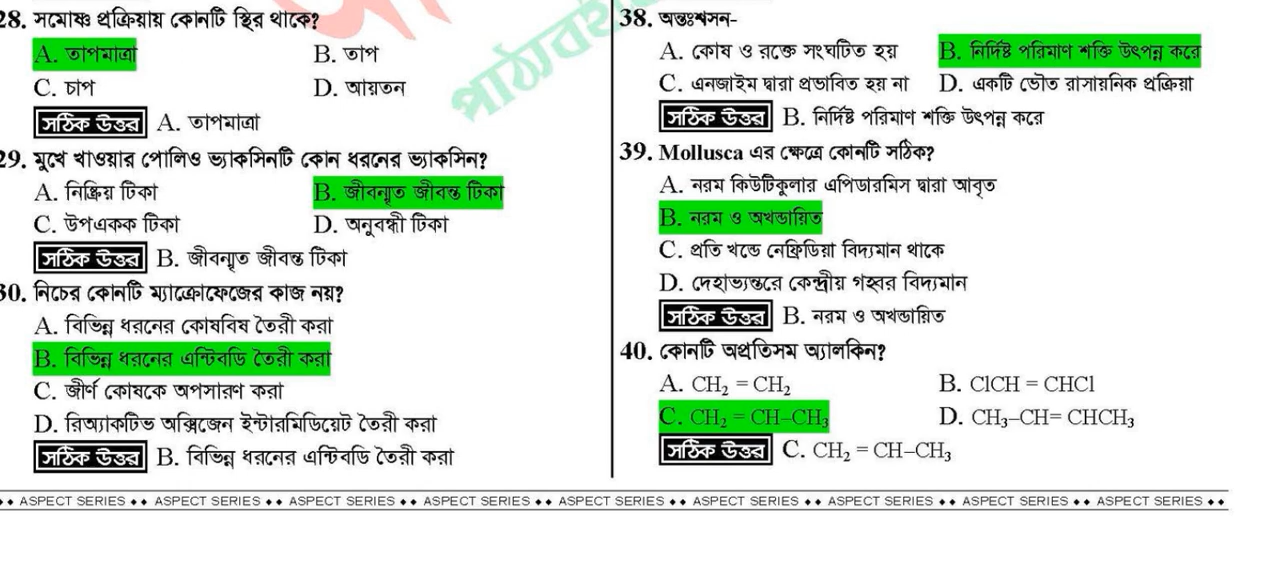 28. সমোষ্ণ প্রক্রিয়ায় কোনটি স্থির থাকে?
A. তাপমাত্রা B. তাপ
C. চাপ D. আয়তন
সঠিক উত্তর A. তাপমাত্রা
29. মুখে খাওয়ার পোলিও ভ্যাকসিনটি কোন ধরনের ভ্যাকসিন?
A. নিষ্ক্রিয় টিকা B. জীবন্মৃত জীবন্ত টিকা
C. উপএকক টিকা D. অনুবন্ধী টিকা
সঠিক উত্তর B. জীবন্মৃত জীবন্ত টিকা
30. নিচের কোনটি ম্যাক্রোফেজের কাজ নয়?
A. বিভিন্ন ধরনের কোষবিষ তৈরী করা
B. বিভিন্ন ধরনের এন্টিবডি তৈরী করা
C. জীর্ণ কোষকে অপসারণ করা
D. রিঅ্যাকটিভ অক্সিজেন ইন্টারমিডিয়েট তৈরী করা
সঠিক উত্তর B. বিভিন্ন ধরনের এন্টিবডি তৈরী করা
38. অন্তঃশ্বসন-
A. কোষ ও রক্তে সংঘটিত হয় B. নির্দিষ্ট পরিমাণ শক্তি উৎপন্ন করে
C. এনজাইম দ্বারা প্রভাবিত হয় না D. একটি ভৌত রাসায়নিক প্রক্রিয়া
সঠিক উত্তর B. নির্দিষ্ট পরিমাণ শক্তি উৎপন্ন করে
39. Mollusca এর ক্ষেত্রে কোনটি সঠিক?
A. নরম কিউটিকুলার এপিডারমিস দ্বারা আবৃত
B. নরম ও অখন্ডায়িত
C. প্রতি খন্ডে নেফ্রিডিয়া বিদ্যমান থাকে
D. দেহাভ্যন্তরে কেন্দ্রীয় গহ্বর বিদ্যমান
সঠিক উত্তর B. নরম ও অখন্ডায়িত
40. কোনটি অপ্রতিসম অ্যালকিন?
A. CH₂ = CH₂ B. ClCH = CHCl
C. CH₂ = CH–CH₃ D. CH₃–CH= CHCH₃
সঠিক উত্তর C. CH₂ = CH–CH₃
♦♦ ASPECT SERIES ♦♦ ASPECT SERIES ♦♦ ASPECT SERIES ♦♦ ASPECT SERIES ♦♦ ASPECT SERIES ♦♦ ASPECT SERIES ♦♦ ASPECT SERIES ♦♦ ASPECT SERIES ♦♦ ASPECT SERIES ♦♦